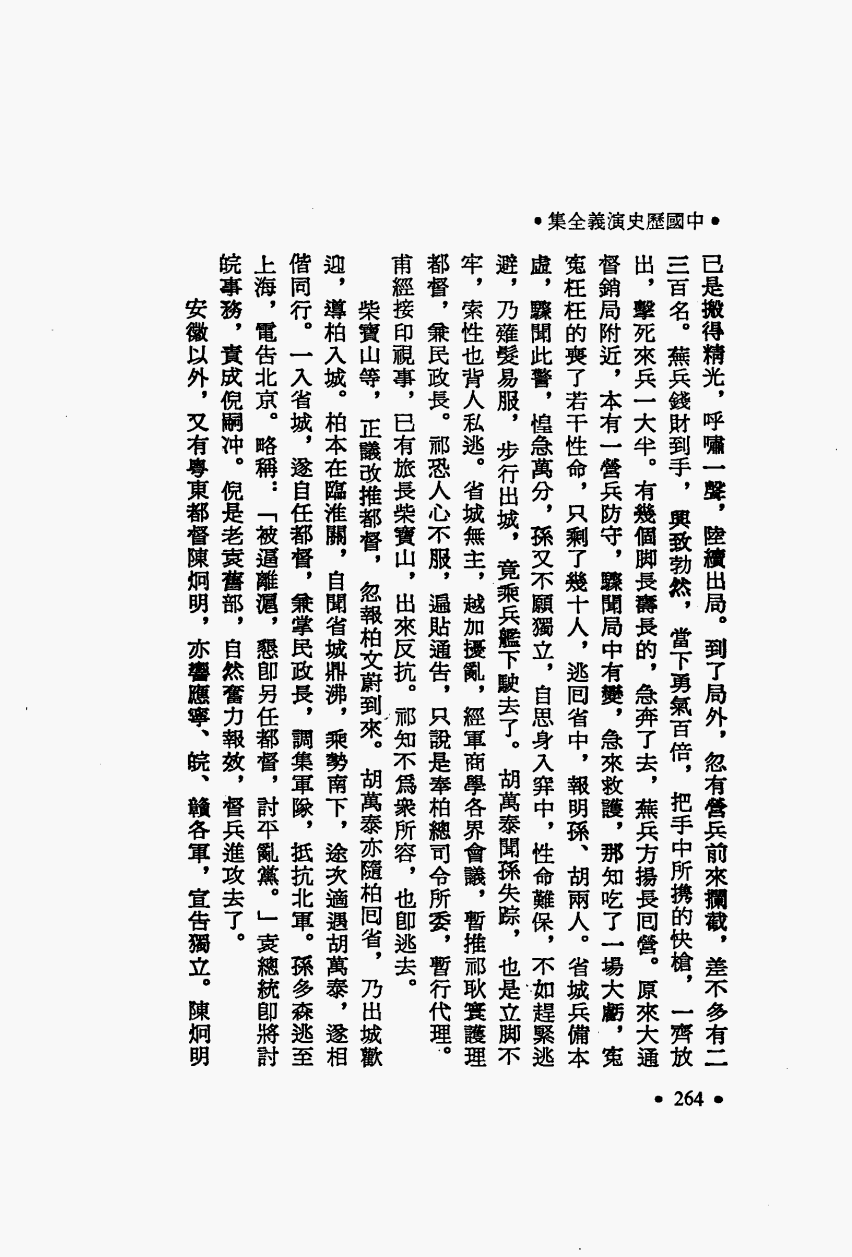 •中國歷史演義全集•
已是搬得精光，呼嘯一聲，陸續出局。到了局外，忽有營兵前來攔截，差不多有二
三百名。蕪兵錢財到手，興致勃然，當下勇氣百倍，把手中所携的快槍，一齊放
出，擊死來兵一大半。有幾個脚長壽長的，急奔了去，蕪兵方揚長回營。原來大通
督銷局附近，本有一營兵防守，驟聞局中有變，急來救護，那知吃了一場大虧，寃
寃枉枉的喪了若干性命，只剩了幾十人，逃回省中，報明孫、胡兩人。省城兵備本
虛，驟聞此警，惶急萬分，孫又不願獨立，自思身入穽中，性命難保，不如趕緊逃
避，乃薙髮易服，步行出城，竟乘兵艦下駛去了。胡萬泰聞孫失踪，也是立脚不
牢，索性也背人私逃。省城無主，越加擾亂，經軍商學各界會議，暫推祁耿寰護理
都督，兼民政長。祁恐人心不服，遍貼通告，只說是奉柏總司令所委，暫行代理。
甫經接印視事，已有旅長柴寶山，出來反抗。祁知不爲衆所容，也卽逃去。
柴寶山等，正議改推都督，忽報柏文蔚到來。胡萬泰亦隨柏回省，乃出城歡
迎，導柏入城。柏本在臨淮關，自聞省城鼎沸，乘勢南下，途次適遇胡萬泰，遂相
偕同行。一入省城，遂自任都督，兼掌民政長，調集軍隊，抵抗北軍。孫多森逃至
上海，電告北京。略稱：「被逼離滬，懇卽另任都督，討平亂黨。」袁總統卽將討
皖事務，責成倪嗣冲。倪是老袁舊部，自然奮力報效，督兵進攻去了。
安徽以外，又有粵東都督陳炯明，亦響應寧、皖、贛各軍，宣告獨立。陳炯明
•264•